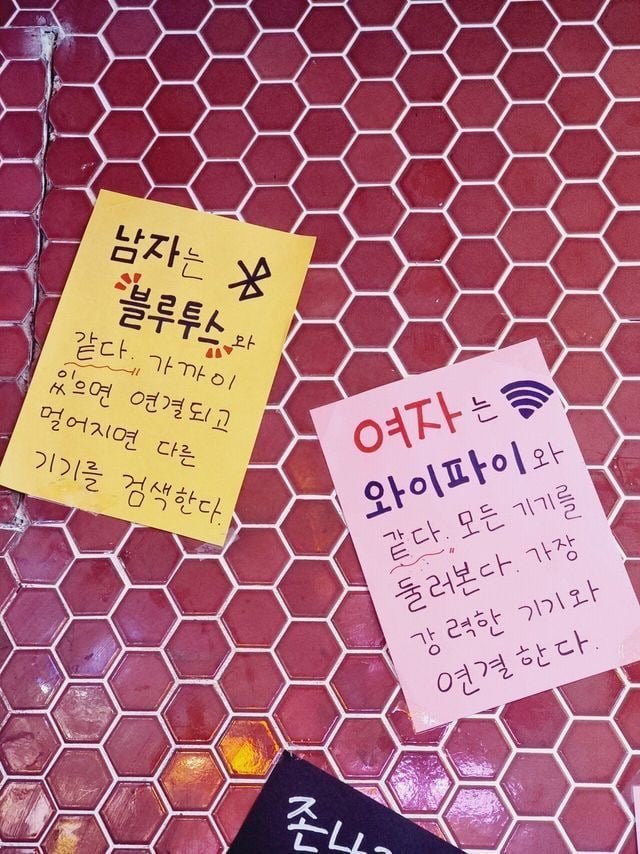 남자는
블루투스와
같다. 가까이
있으면 연결되고
멀어지면 다른
기기를 검색한다.
여자는
와이파이와
같다. 모든 기기를
둘러본다. 가장
강력한 기기와
연결한다.
존나